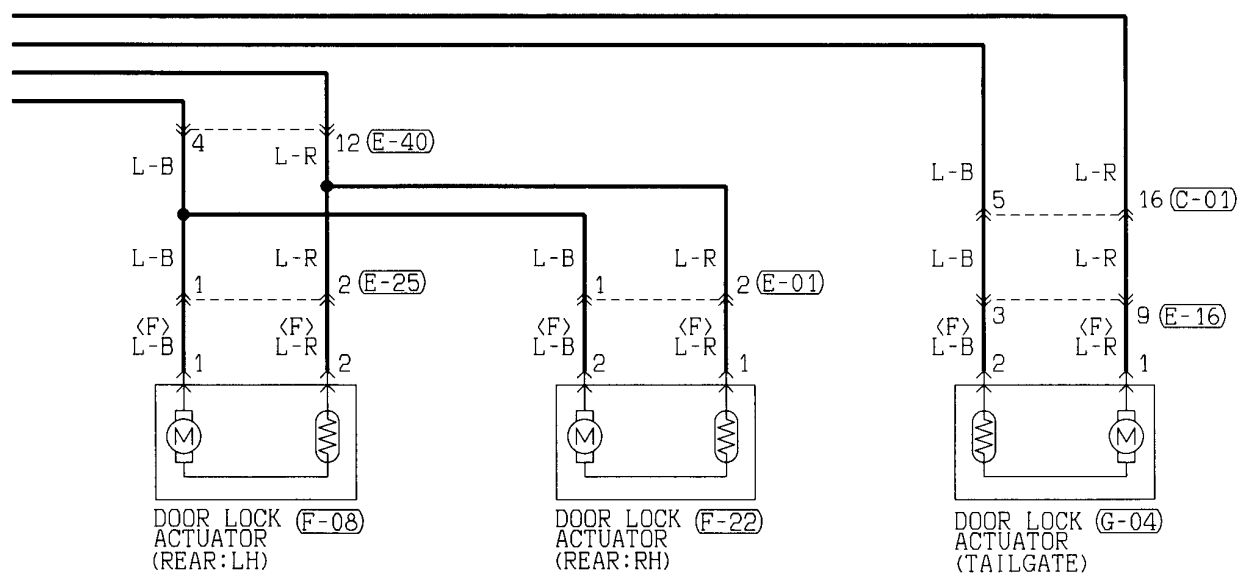 4 12 (E-40)
L-B L-R L-B L-R
5 16 (C-01)
L-B L-R L-B L-R L-B L-R
1 2 (E-25) 1 2 (E-01)
3 9 (E-16)
<F> <F> <F> <F> <F> <F>
L-B L-R L-B L-R L-B L-R
1 2 2 1 2 1
M M M
DOOR LOCK (F-08) DOOR LOCK (F-22) DOOR LOCK (G-04)
ACTUATOR ACTUATOR ACTUATOR
(REAR:LH) (REAR:RH) (TAILGATE)